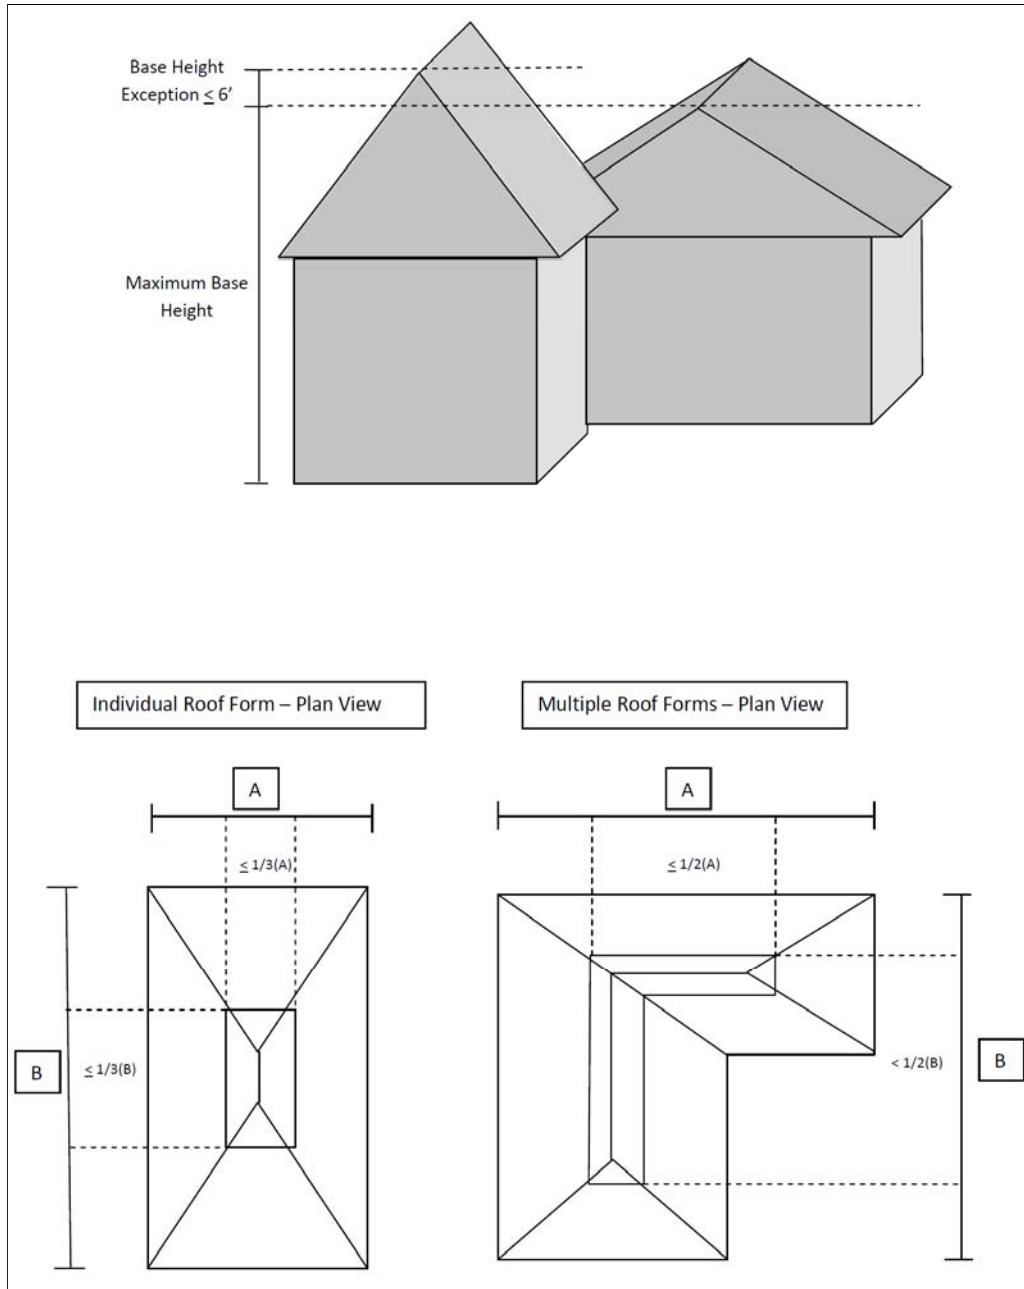 Base Height
Exception ≤ 6’
Maximum Base
Height
Individual Roof Form – Plan View
Multiple Roof Forms – Plan View
A
A
≤ 1/3(A)
≤ 1/2(A)
B
≤ 1/3(B)
< 1/2(B)
B